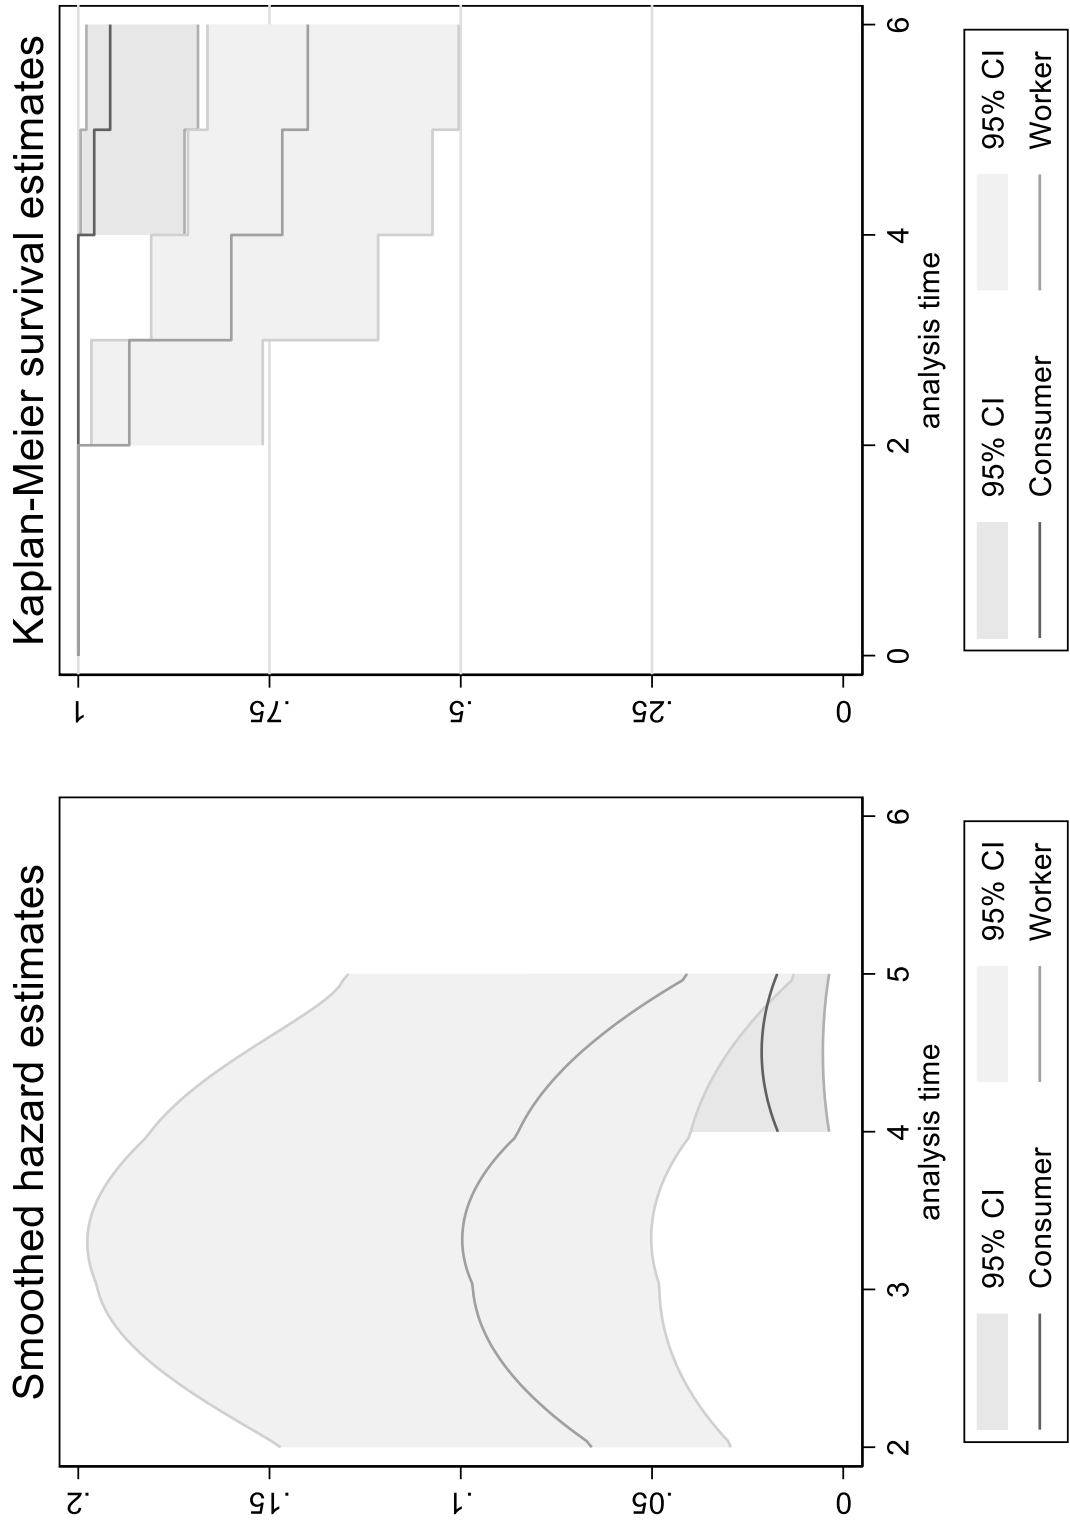 Smoothed hazard estimates
.2
.15
.1
.05
0
2
3
4
5
6
analysis time
95% CI
95% CI
Consumer
Worker
Kaplan-Meier survival estimates
1
.75
.5
.25
0
0
2
4
6
analysis time
95% CI
95% CI
Consumer
Worker